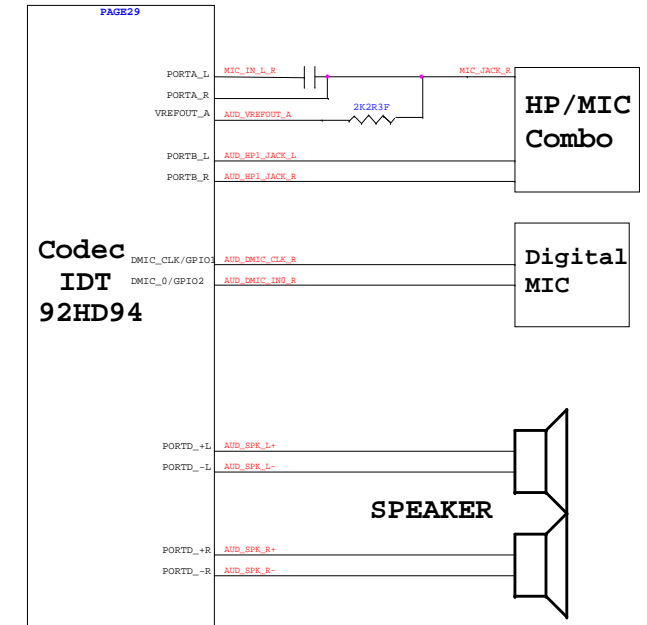 PAGE29
PORTA_L MIC_IN_L_R MIC_JACK_R
PORTA_R
VREFOUT_A AUD_VREFOUT_A 2K2R3F
HP/MIC
Combo
PORTB_L AUD_HP1_JACK_L
PORTB_R AUD_HP1_JACK_R
Codec
IDT
92HD94
DMIC_CLK/GPIO1 AUD_DMIC_CLK_R
DMIC_0/GPIO2 AUD_DMIC_IN0_R
Digital
MIC
PORTD_+L AUD_SPK_L+
PORTD_-L AUD_SPK_L-
SPEAKER
PORTD_+R AUD_SPK_R+
PORTD_-R AUD_SPK_R-